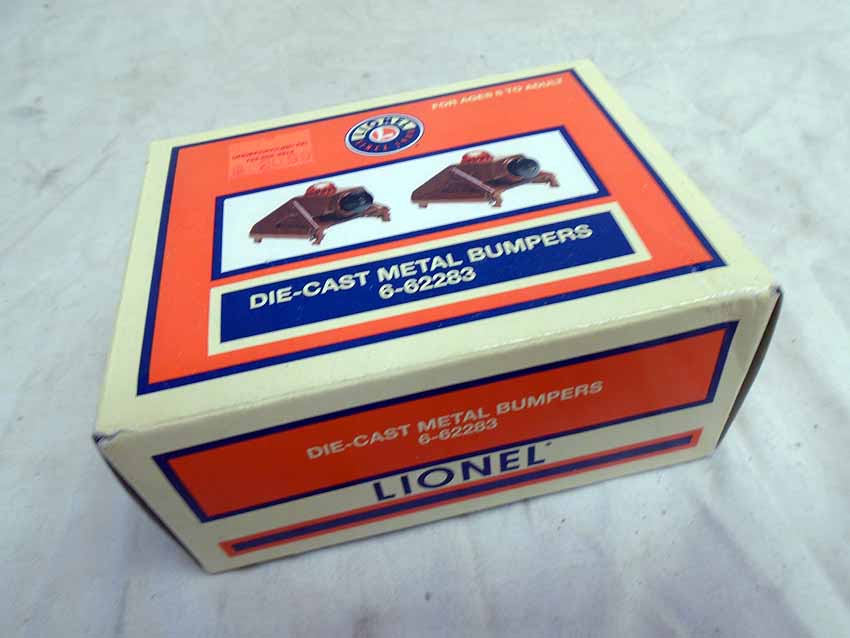 FOR AGES 8 TO ADULT
LIONEL
DIE-CAST METAL BUMPERS
6-62283
DIE-CAST METAL BUMPERS
6-62283
LIONEL